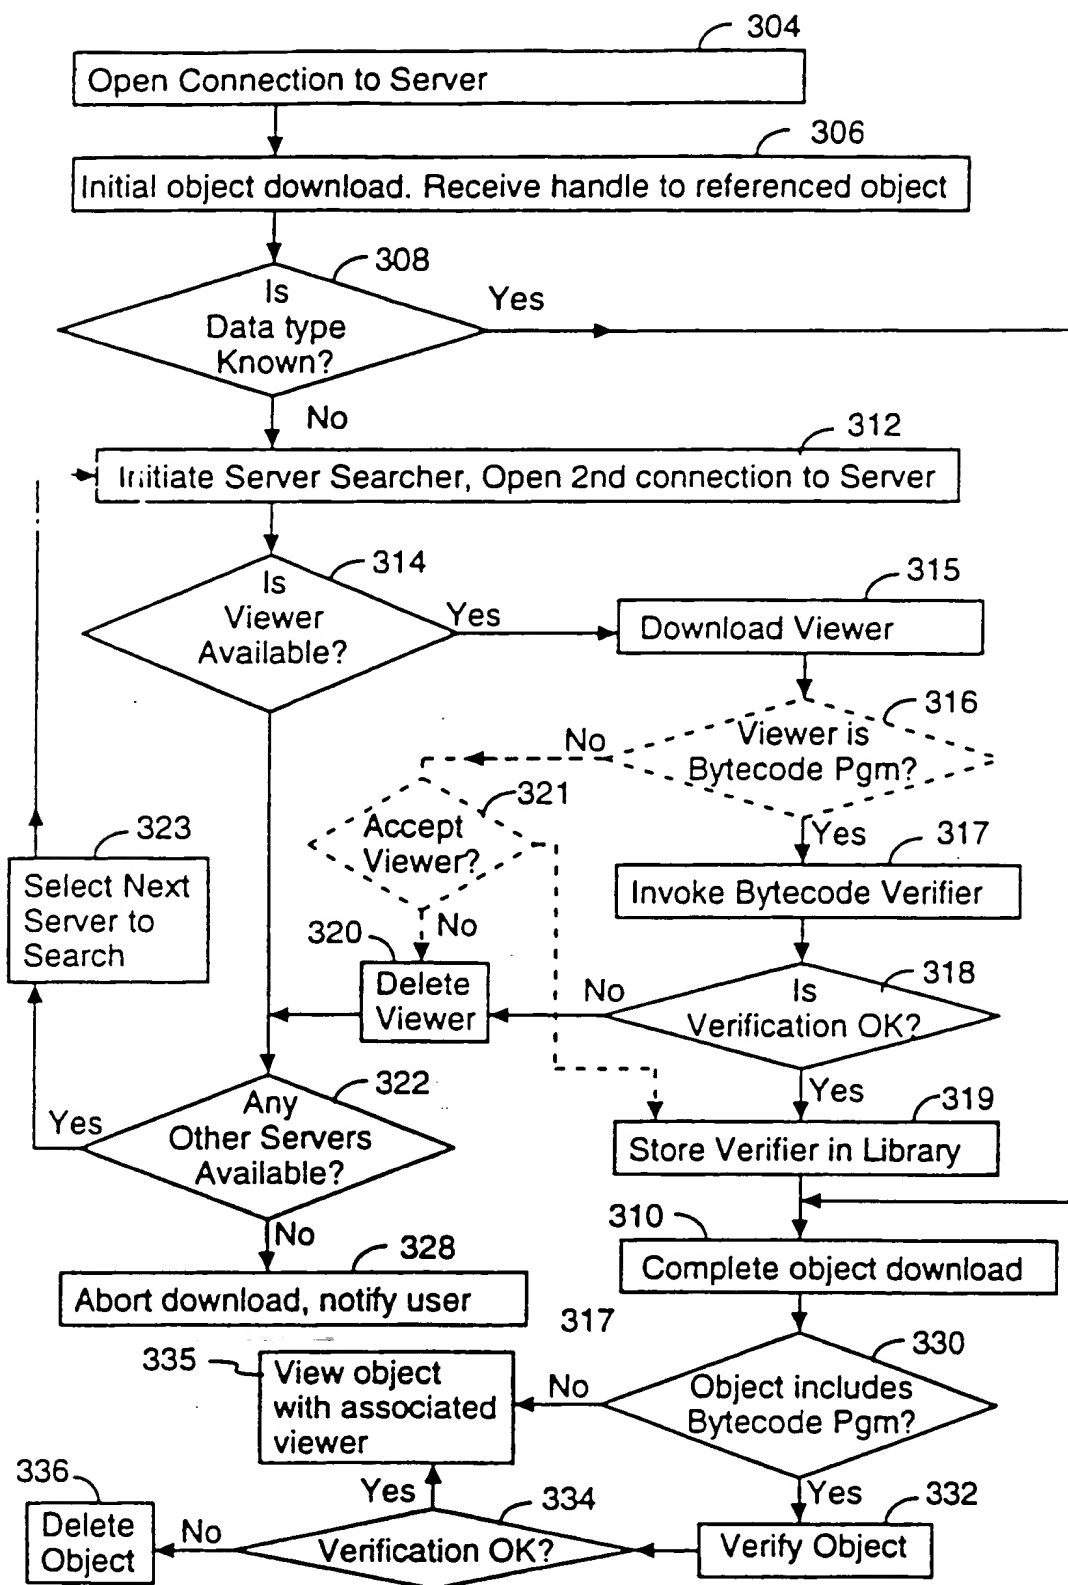 304
Open Connection to Server
306
Initial object download. Receive handle to referenced object
308
Is
Data type
Known?
Yes
No
312
Initiate Server Searcher, Open 2nd connection to Server
314
Is
Viewer
Available?
Yes
315
Download Viewer
316
Viewer is
Bytecode Pgm?
No
Yes
321
Accept
Viewer?
No
323
Select Next
Server to
Search
317
Invoke Bytecode Verifier
320
Delete
Viewer
318
Is
Verification OK?
No
Yes
322
Any
Other Servers
Available?
Yes
No
319
Store Verifier in Library
310
Complete object download
328
Abort download, notify user
317
330
Object includes
Bytecode Pgm?
No
Yes
335
View object
with associated
viewer
336
Delete
Object
334
Verification OK?
Yes
No
332
Verify Object